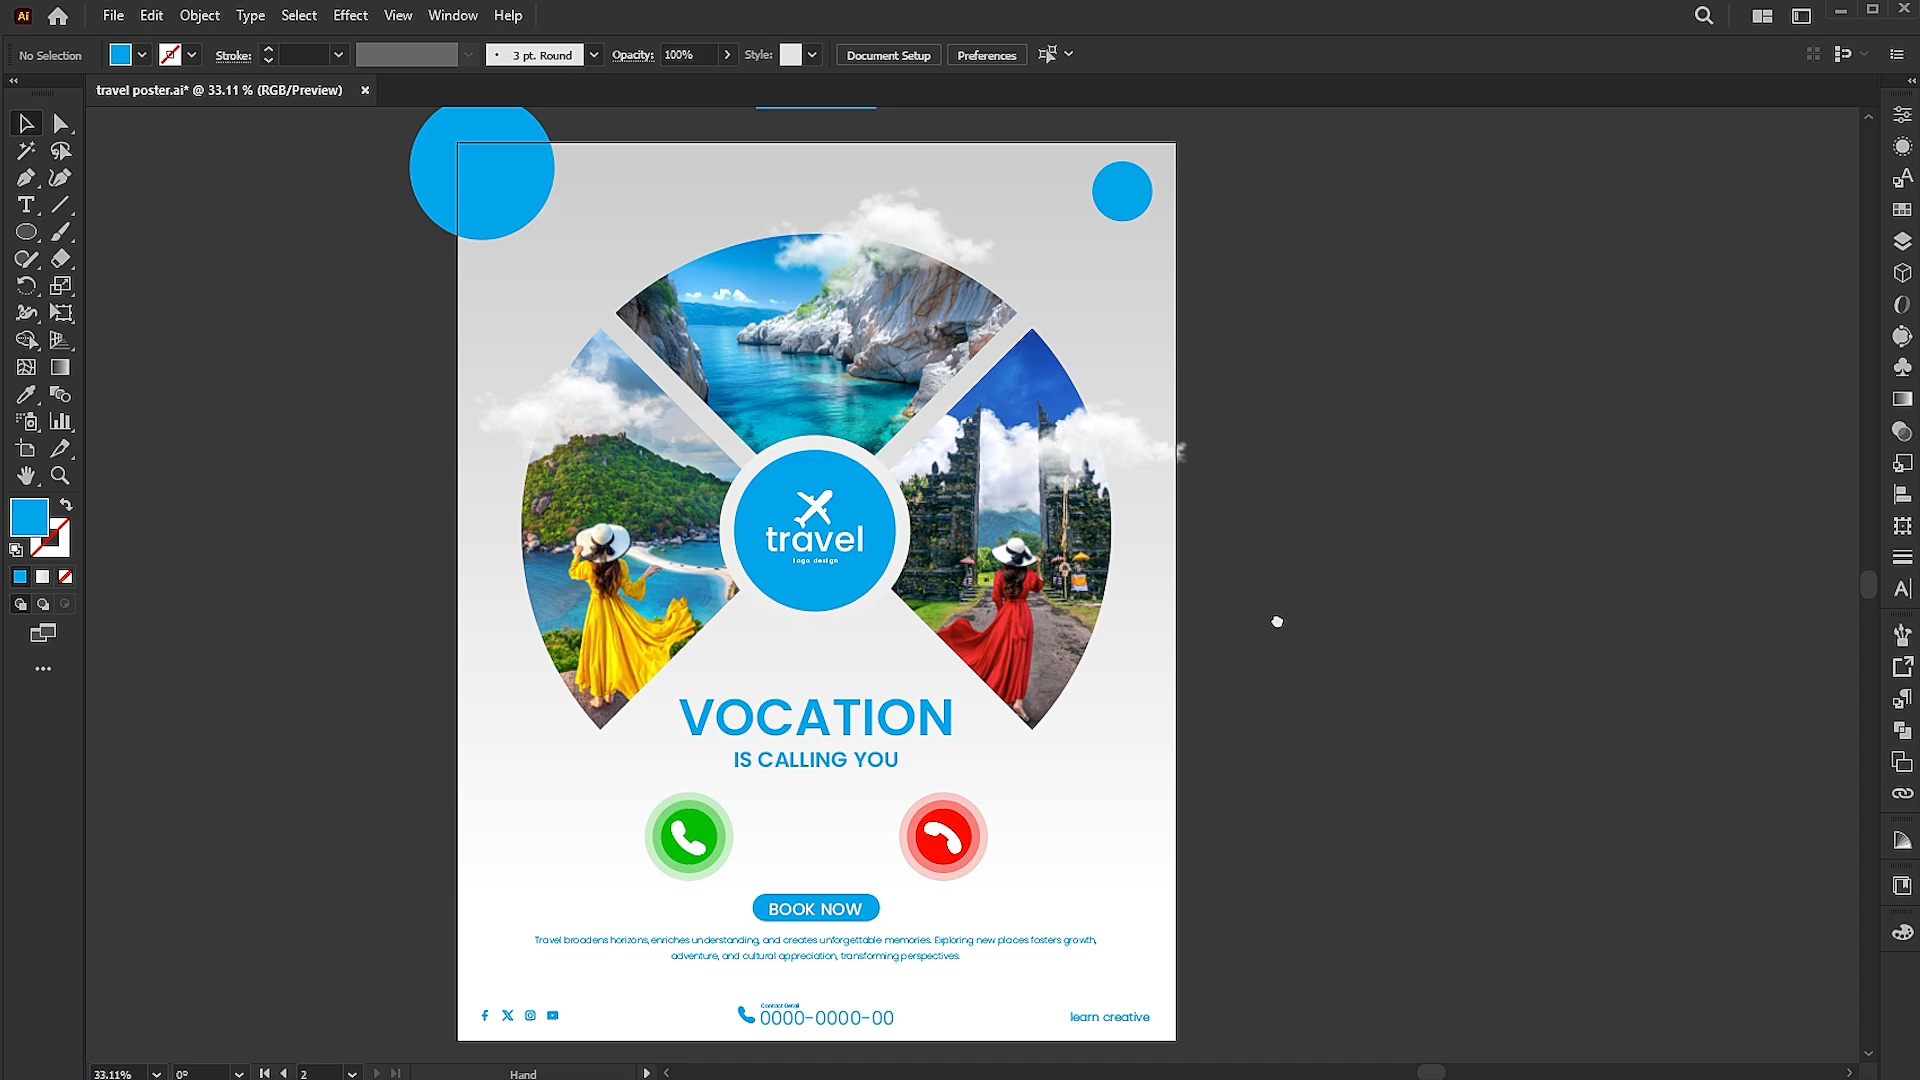 Ai File Edit Object Type Select Effect View Window Help
No Selection Stroke: 3 pt. Round Opacity: 100% Style: Document Setup Preferences
travel poster.ai* @ 33.11 % (RGB/Preview) ×
travel
logo design
VOCATION
IS CALLING YOU
BOOK NOW
Travel broadens horizons, enriches understanding, and creates unforgettable memories. Exploring new places fosters growth,
adventure, and cultural appreciation, transforming perspectives.
Contact Detail
0000-0000-00
learn creative
33.11% 0° 2 Hand